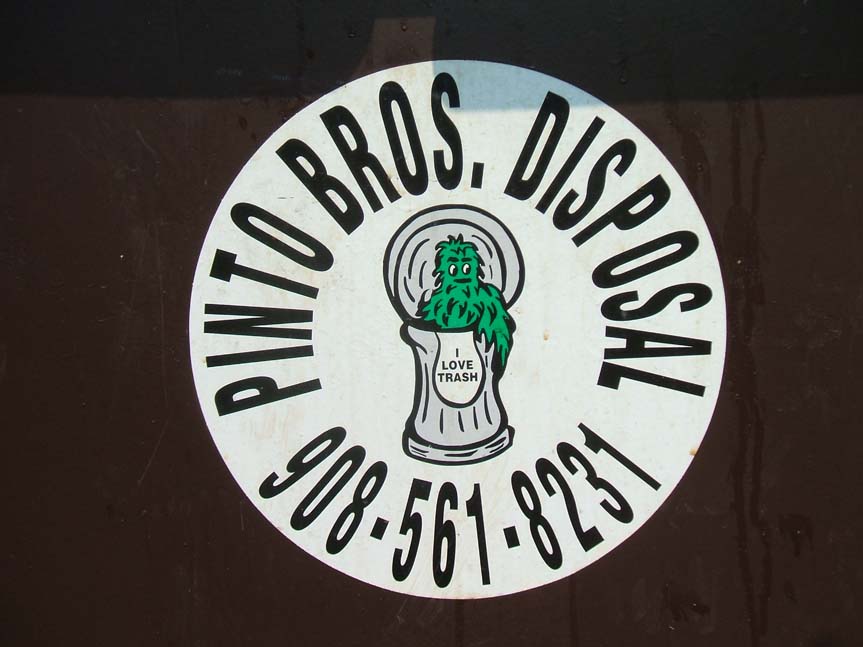 PINTO BROS. DISPOSAL
I
LOVE
TRASH
908-561-8231